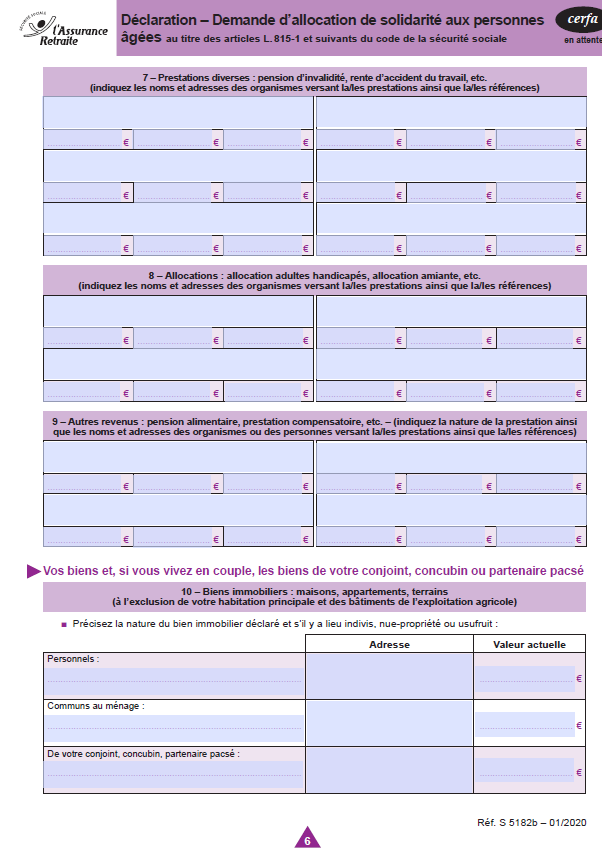 SÉCURITÉ SOCIALE
l'Assurance
Retraite
Déclaration – Demande d'allocation de solidarité aux personnes
âgées au titre des articles L. 815-1 et suivants du code de la sécurité sociale
cerfa
en attente
7 – Prestations diverses : pension d'invalidité, rente d'accident du travail, etc.
(indiquez les noms et adresses des organismes versant la/les prestations ainsi que la/les références)
€ € € € € €
€ € € € € €
€ € € € € €
8 – Allocations : allocation adultes handicapés, allocation amiante, etc.
(indiquez les noms et adresses des organismes versant la/les prestations ainsi que la/les références)
€ € € € € €
€ € € € € €
9 – Autres revenus : pension alimentaire, prestation compensatoire, etc. – (indiquez la nature de la prestation ainsi
que les noms et adresses des organismes ou des personnes versant la/les prestations ainsi que la/les références)
€ € € € € €
€ € € € € €
Vos biens et, si vous vivez en couple, les biens de votre conjoint, concubin ou partenaire pacsé
10 – Biens immobiliers : maisons, appartements, terrains
(à l'exclusion de votre habitation principale et des bâtiments de l'exploitation agricole)
Précisez la nature du bien immobilier déclaré et s'il y a lieu indivis, nue-propriété ou usufruit :
Adresse Valeur actuelle
Personnels :
€
Communs au ménage :
€
De votre conjoint, concubin, partenaire pacsé :
€
Réf. S 5182b – 01/2020
6